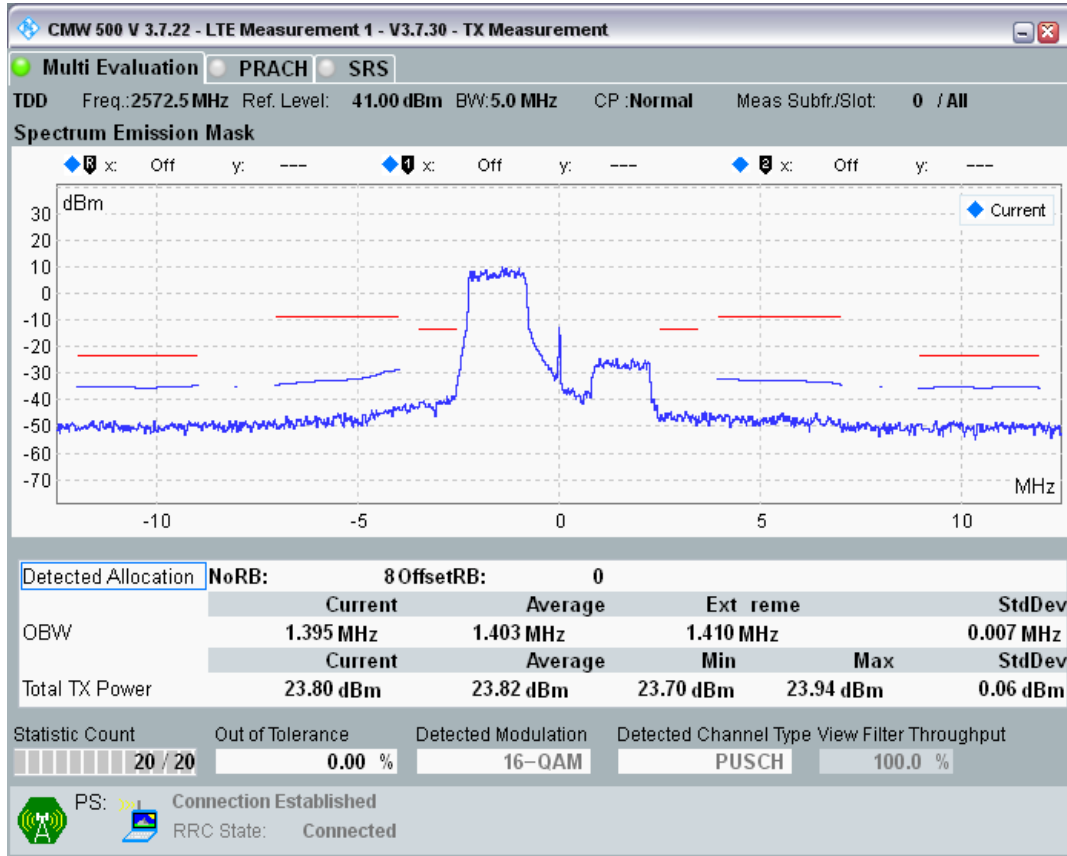 CMW 500 V 3.7.22 - LTE Measurement 1 - V3.7.30 - TX Measurement
Multi Evaluation PRACH SRS
TDD Freq.:2572.5 MHz Ref. Level: 41.00 dBm BW:5.0 MHz CP :Normal Meas Subfr./Slot: 0 / All
Spectrum Emission Mask
R x: Off y: --- 1 x: Off y: --- 2 x: Off y: ---
dBm
Current
30
20
10
0
-10
-20
-30
-40
-50
-60
-70
MHz
-10 -5 0 5 10
Detected Allocation NoRB: 8 OffsetRB: 0
Current Average Ext reme StdDev
OBW 1.395 MHz 1.403 MHz 1.410 MHz 0.007 MHz
Current Average Min Max StdDev
Total TX Power 23.80 dBm 23.82 dBm 23.70 dBm 23.94 dBm 0.06 dBm
Statistic Count Out of Tolerance Detected Modulation Detected Channel Type View Filter Throughput
20 / 20 0.00 % 16-QAM PUSCH 100.0 %
PS: Connection Established
RRC State: Connected